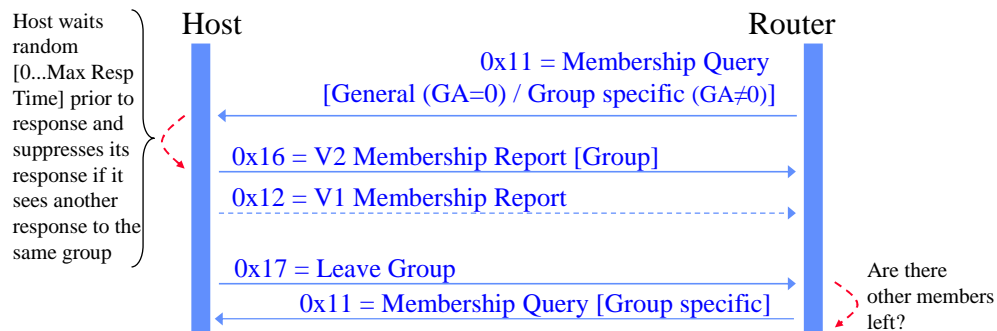 Host waits
random
[0...Max Resp
Time] prior to
response and
suppresses its
response if it
sees another
response to the
same group
Host
Router
0x11 = Membership Query
[General (GA=0) / Group specific (GA≠0)]
0x16 = V2 Membership Report [Group]
0x12 = V1 Membership Report
0x17 = Leave Group
0x11 = Membership Query [Group specific]
Are there
other members
left?